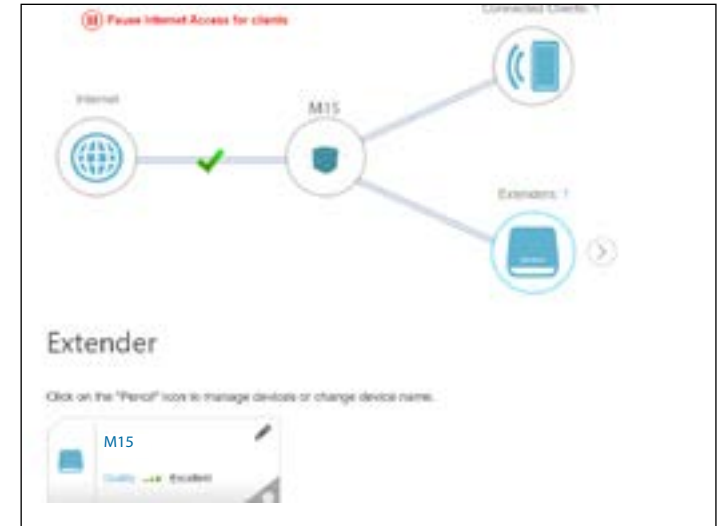 Pause Internet Access for clients
Connected Clients: 1
Internet
M15
Extenders: 1
Extender
Click on the "Pencil" icon to manage devices or change device name.
M15
Quality Excellent